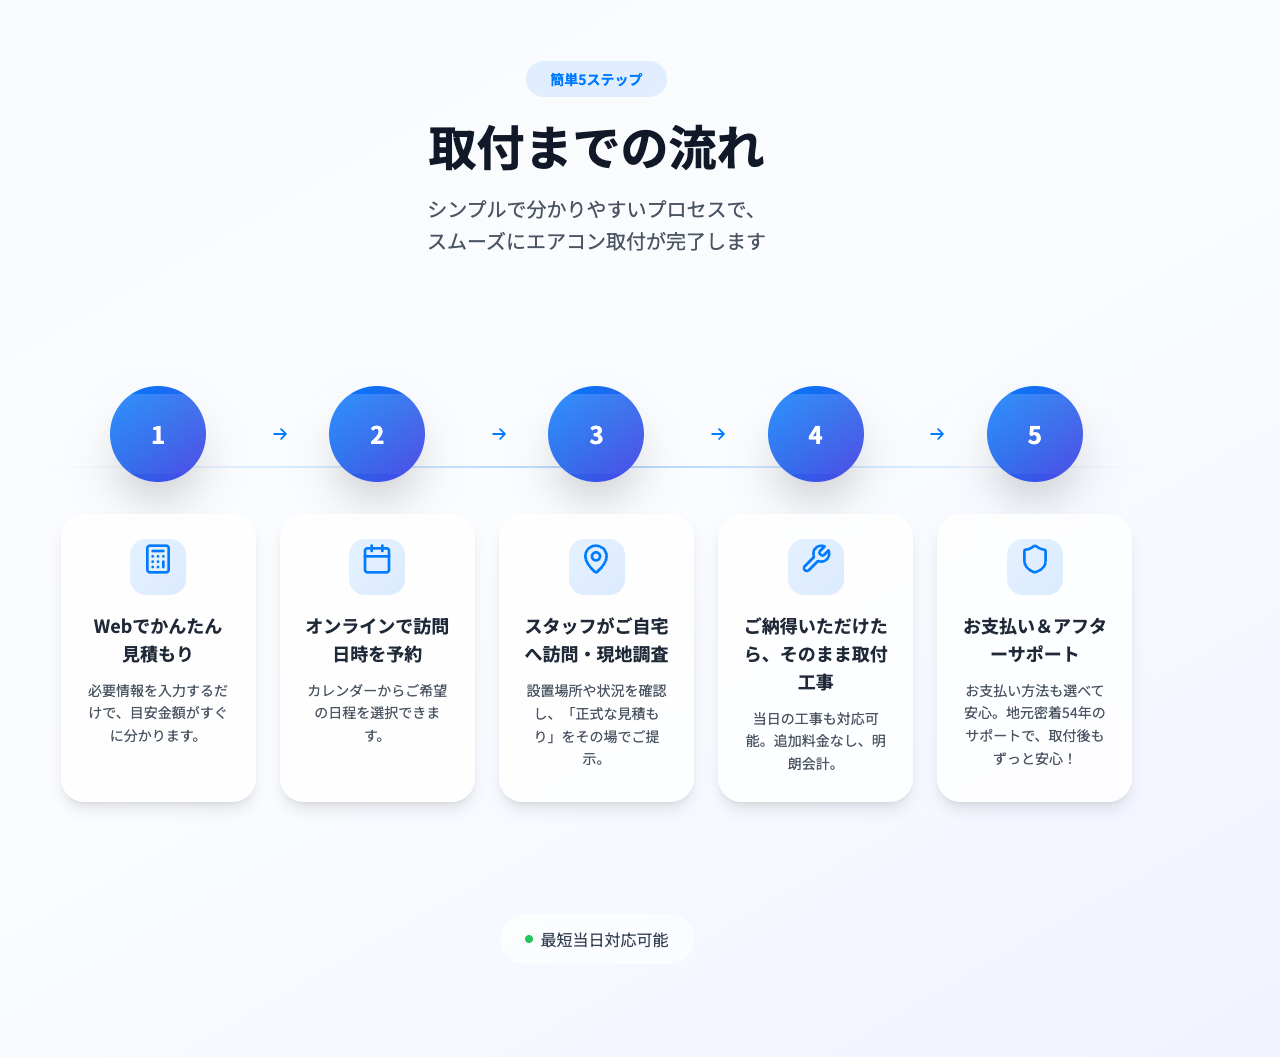 簡単5ステップ
取付までの流れ
シンプルで分かりやすいプロセスで、
スムーズにエアコン取付が完了します
1
2
3
4
5
Webでかんたん
見積もり
必要情報を入力するだ
けで、目安金額がすぐ
に分かります。
オンラインで訪問
日時を予約
カレンダーからご希望
の日程を選択できま
す。
スタッフがご自宅
へ訪問・現地調査
設置場所や状況を確認
し、「正式な見積も
り」をその場でご提
示。
ご納得いただけた
ら、そのまま取付
工事
当日の工事も対応可
能。追加料金なし、明
朗会計。
お支払い＆アフタ
ーサポート
お支払い方法も選べて
安心。地元密着54年の
サポートで、取付後も
ずっと安心！
最短当日対応可能